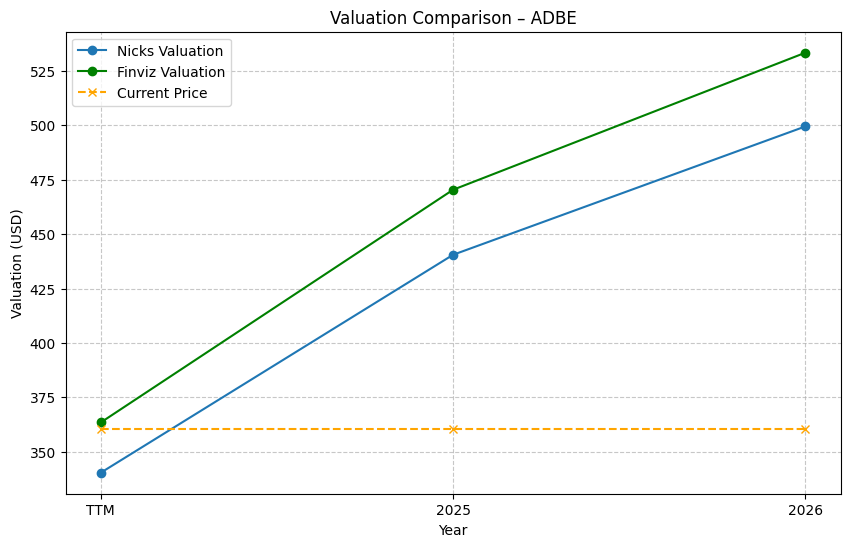 Valuation Comparison – ADBE
Nicks Valuation
Finviz Valuation
Current Price
Valuation (USD)
525
500
475
450
425
400
375
350
TTM
2025
2026
Year